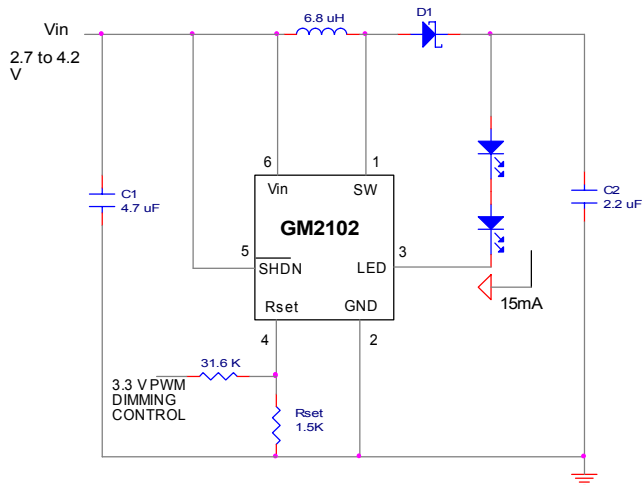 6.8 uH
D1
Vin
2.7 to 4.2
V
6
1
C1
4.7 uF
Vin
SW
C2
2.2 uF
GM2102
5
3
SHDN
LED
Rset
GND
15mA
4
2
31.6 K
3.3 V PWM
DIMMING
CONTROL
Rset
1.5K